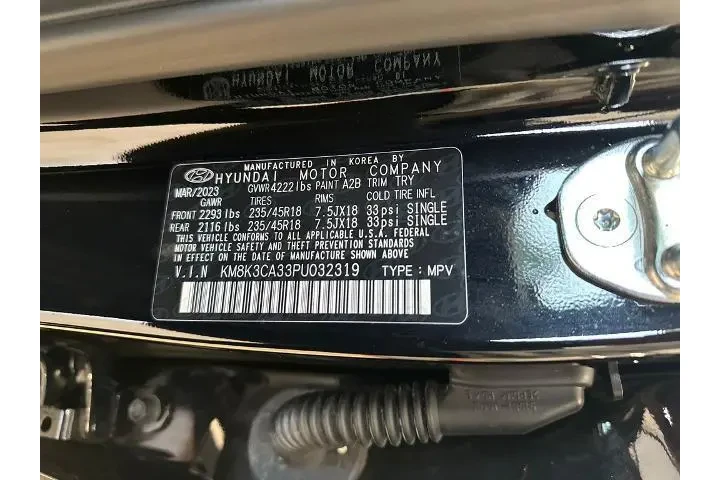 MANUFACTURED IN KOREA BY
HYUNDAI MOTOR COMPANY
MAR/2023 GVWR 4222 lbs PAINT A2B TRIM TRY
GAWR TIRES RIMS COLD TIRE INFL
FRONT 2293 lbs 235/45R18 7.5JX18 33psi SINGLE
REAR 2116 lbs 235/45R18 7.5JX18 33psi SINGLE
THIS VEHICLE CONFORMS TO ALL APPLICABLE U.S.A. FEDERAL
MOTOR VEHICLE SAFETY AND THEFT PREVENTION STANDARDS
IN EFFECT ON THE DATE OF MANUFACTURE SHOWN ABOVE.
V.I.N KM8K3CA33PU032319 TYPE : MPV